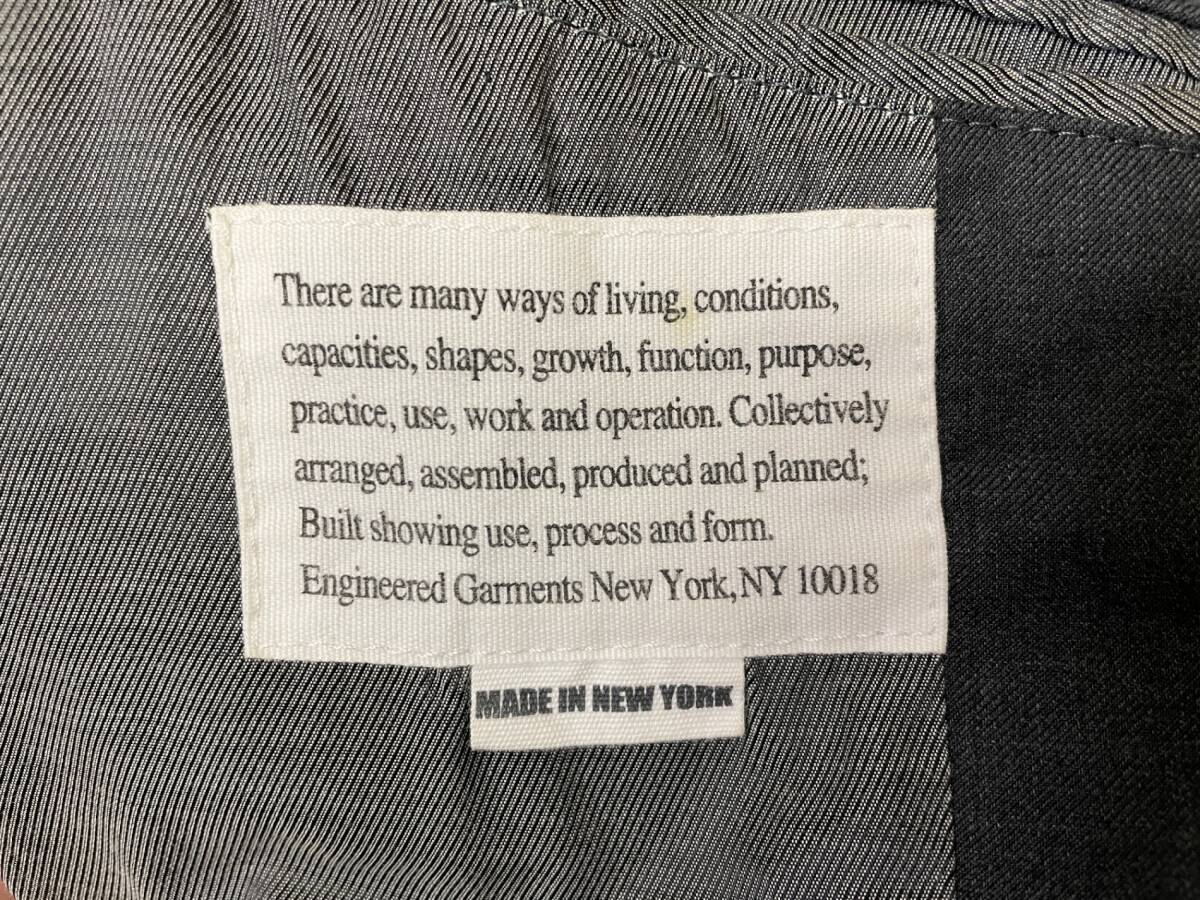 There are many ways of living, conditions,
capacities, shapes, growth, function, purpose,
practice, use, work and operation. Collectively
arranged, assembled, produced and planned;
Built showing use, process and form.
Engineered Garments New York, NY 10018
MADE IN NEW YORK